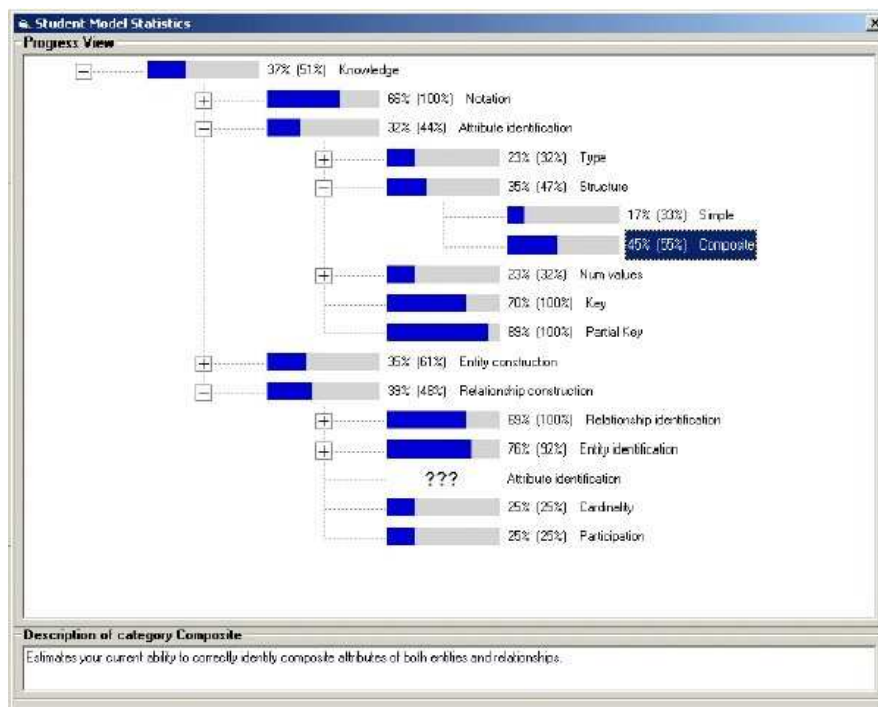 Student Model Statistics
Progress View
37% (51%) Knowledge
66% (100%) Notation
32% (44%) Attribute identification
23% (32%) Type
35% (47%) Structure
17% (33%) Simple
45% (55%) Composite
23% (32%) Num values
70% (100%) Key
89% (100%) Partial Key
35% (61%) Entity construction
39% (48%) Relationship construction
69% (100%) Relationship identification
76% (92%) Entity identification
??? Attribute identification
25% (25%) Cardinality
25% (25%) Participation
Description of category Composite
Estimates your current ability to correctly identify composite attributes of both entities and relationships.